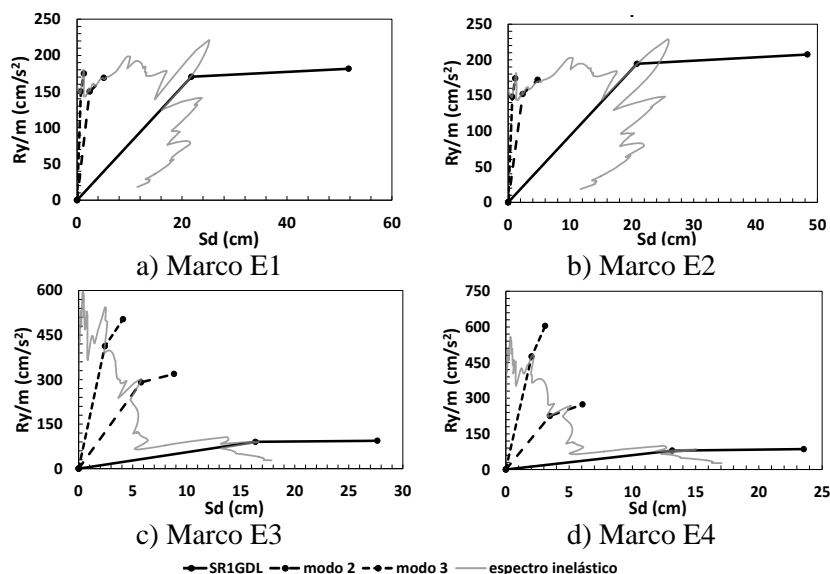 250
200
150
100
50
0
Ry/m (cm/s²)
0 20 40 60
Sd (cm)
a) Marco E1
250
200
150
100
50
0
Ry/m (cm/s²)
0 10 20 30 40 50
Sd (cm)
b) Marco E2
600
450
300
150
0
Ry/m (cm/s²)
0 5 10 15 20 25 30
Sd (cm)
c) Marco E3
750
600
450
300
150
0
Ry/m (cm/s²)
0 5 10 15 20 25
Sd (cm)
d) Marco E4
SR1GDL modo 2 modo 3 espectro inelástico